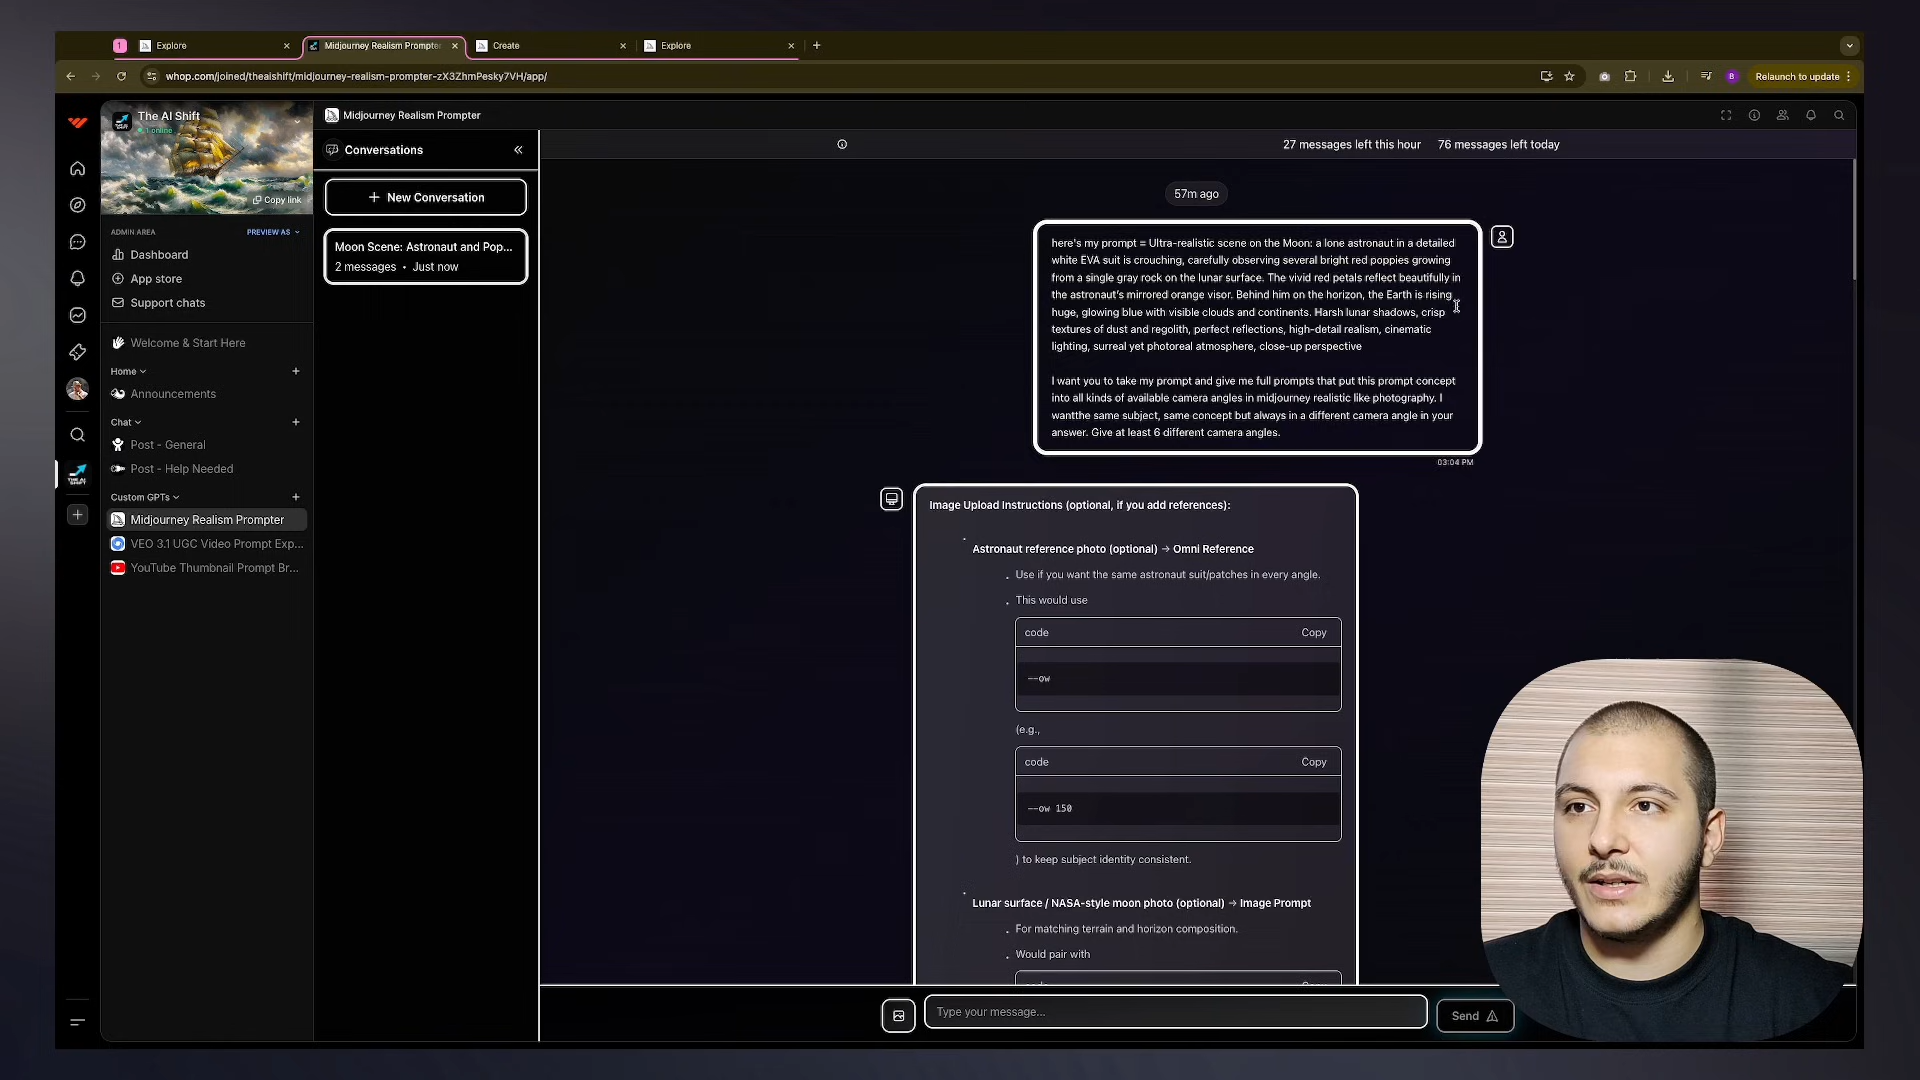 1
Explore
Midjourney Realism Prompter
Create
Explore
whop.com/joined/theaishift/midjourney-realism-prompter-zX3ZhmPesky7VH/app/
B
Relaunch to update
The AI Shift
1 online
Copy link
ADMIN AREA
PREVIEW AS
Dashboard
App store
Support chats
Welcome & Start Here
Home
Announcements
Chat
Post - General
Post - Help Needed
Custom GPTs
Midjourney Realism Prompter
VEO 3.1 UGC Video Prompt Exp...
YouTube Thumbnail Prompt Br...
Midjourney Realism Prompter
Conversations
New Conversation
Moon Scene: Astronaut and Pop...
2 messages • Just now
27 messages left this hour 76 messages left today
57m ago
here's my prompt = Ultra-realistic scene on the Moon: a lone astronaut in a detailed
white EVA suit is crouching, carefully observing several bright red poppies growing
from a single gray rock on the lunar surface. The vivid red petals reflect beautifully in
the astronaut's mirrored orange visor. Behind him on the horizon, the Earth is rising
huge, glowing blue with visible clouds and continents. Harsh lunar shadows, crisp
textures of dust and regolith, perfect reflections, high-detail realism, cinematic
lighting, surreal yet photoreal atmosphere, close-up perspective
I want you to take my prompt and give me full prompts that put this prompt concept
into all kinds of available camera angles in midjourney realistic like photography. I
wantthe same subject, same concept but always in a different camera angle in your
answer. Give at least 6 different camera angles.
03:04 PM
Image Upload Instructions (optional, if you add references):
Astronaut reference photo (optional) → Omni Reference
Use if you want the same astronaut suit/patches in every angle.
This would use
code Copy
--ow
(e.g.,
code Copy
--ow 150
) to keep subject identity consistent.
Lunar surface / NASA-style moon photo (optional) → Image Prompt
For matching terrain and horizon composition.
Would pair with
Type your message...
Send